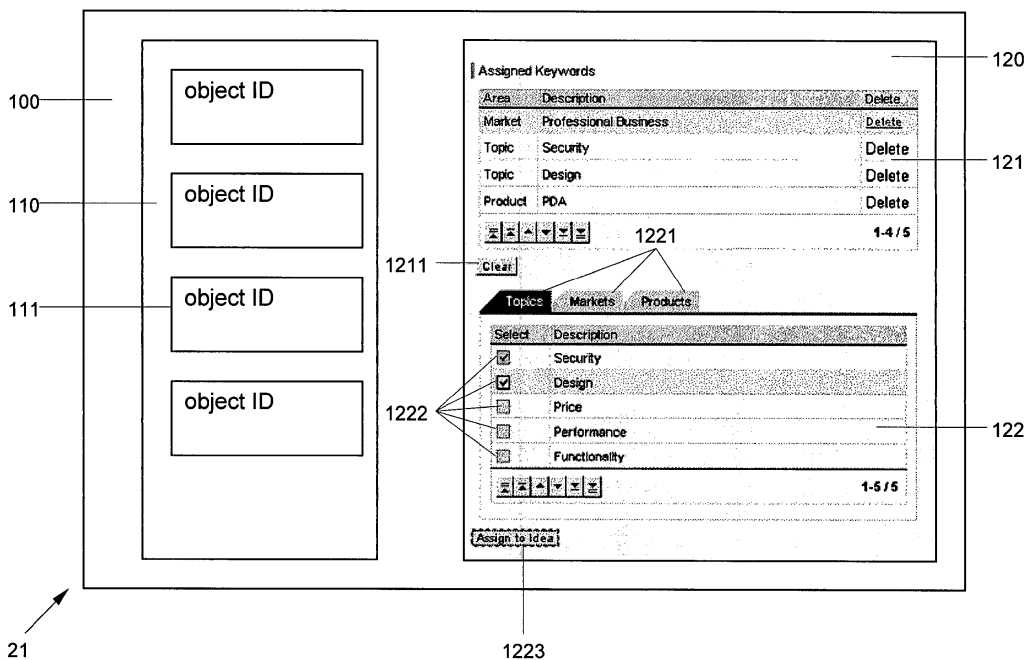 object ID
object ID
object ID
object ID
100
110
111
21
Assigned Keywords
Area Description Delete
Market Professional Business Delete
Topic Security Delete
Topic Design Delete
Product PDA Delete
1-4 / 5
1211
Clear
1221
Topics Markets Products
Select Description
Security
Design
Price
Performance
Functionality
1-5 / 5
Assign to Idea
1222
120
121
122
1223